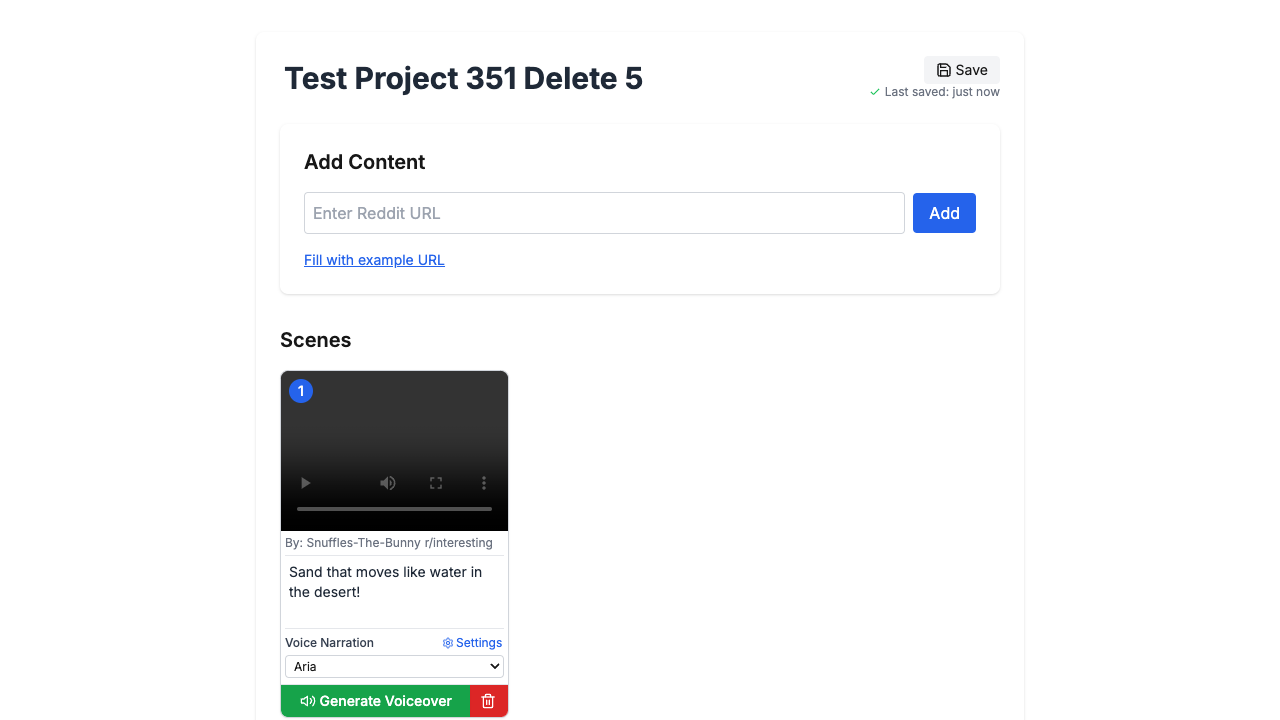 Test Project 351 Delete 5
Save
Last saved: just now
Add Content
Enter Reddit URL
Add
Fill with example URL
Scenes
1
By: Snuffles-The-Bunny r/interesting
Sand that moves like water in
the desert!
Voice Narration
Settings
Aria
Generate Voiceover